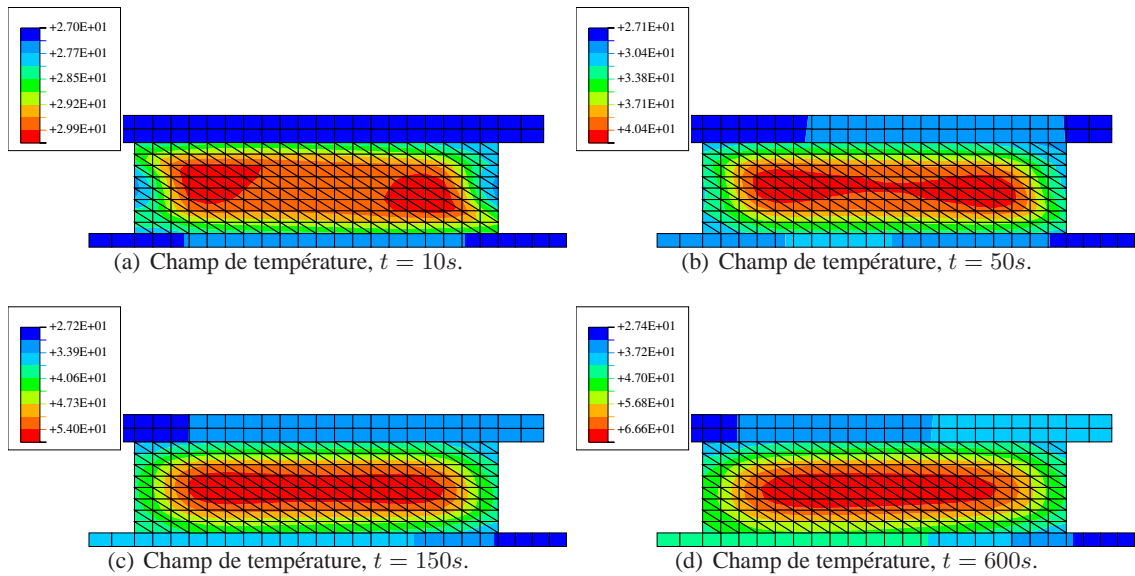 +2.70E+01
+2.77E+01
+2.85E+01
+2.92E+01
+2.99E+01
(a) Champ de température, t = 10s.
+2.71E+01
+3.04E+01
+3.38E+01
+3.71E+01
+4.04E+01
(b) Champ de température, t = 50s.
+2.72E+01
+3.39E+01
+4.06E+01
+4.73E+01
+5.40E+01
(c) Champ de température, t = 150s.
+2.74E+01
+3.72E+01
+4.70E+01
+5.68E+01
+6.66E+01
(d) Champ de température, t = 600s.